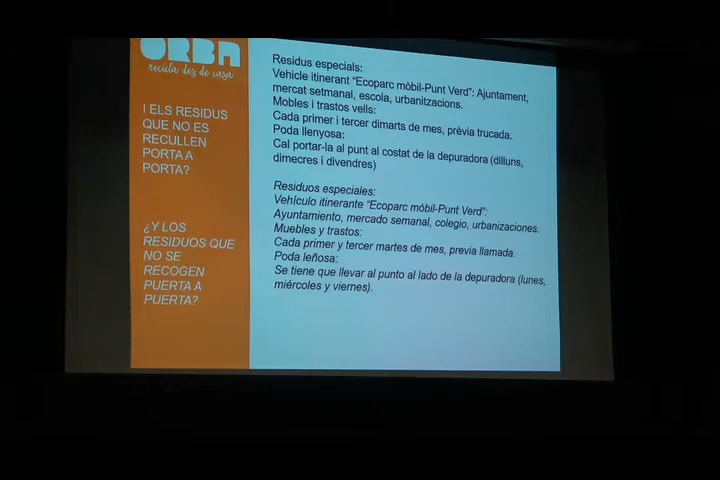 ORBA
recicla des de casa
I ELS RESIDUS
QUE NO ES
RECULLEN
PORTA A
PORTA?
¿Y LOS
RESIDUOS QUE
NO SE
RECOGEN
PUERTA A
PUERTA?
Residus especials:
Vehicle itinerant “Ecoparc mòbil-Punt Verd”: Ajuntament,
mercat setmanal, escola, urbanitzacions.
Mobles i trastos vells:
Cada primer i tercer dimarts de mes, prèvia trucada.
Poda llenyosa:
Cal portar-la al punt al costat de la depuradora (dilluns,
dimecres i divendres)
Residuos especiales:
Vehículo itinerante “Ecoparc mòbil-Punt Verd”:
Ayuntamiento, mercado semanal, colegio, urbanizaciones.
Muebles y trastos:
Cada primer y tercer martes de mes, previa llamada.
Poda leñosa:
Se tiene que llevar al punto al lado de la depuradora (lunes,
miércoles y viernes).